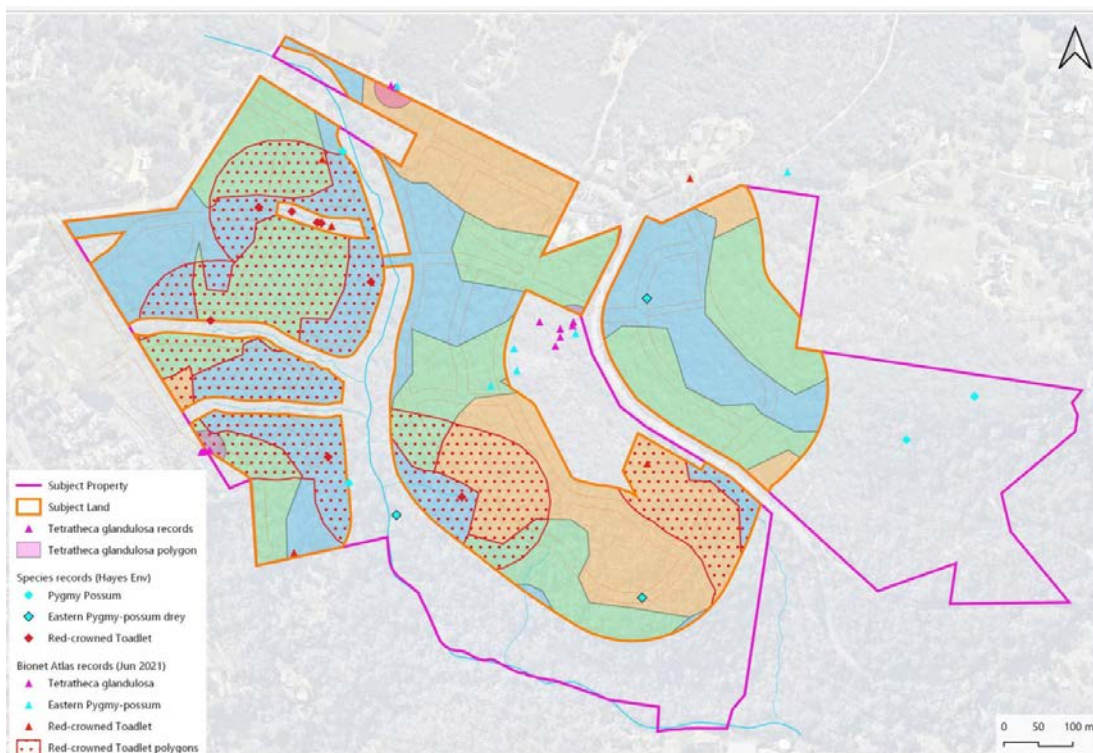 Subject Property
Subject Land
Tetratheca glandulosa records
Tetratheca glandulosa polygon
Species records (Hayes Env)
Pygmy Possum
Eastern Pygmy-possum drey
Red-crowned Toadlet
Bionet Atlas records (Jun 2021)
Tetratheca glandulosa
Eastern Pygmy-possum
Red-crowned Toadlet
Red-crowned Toadlet polygons
0 50 100 m